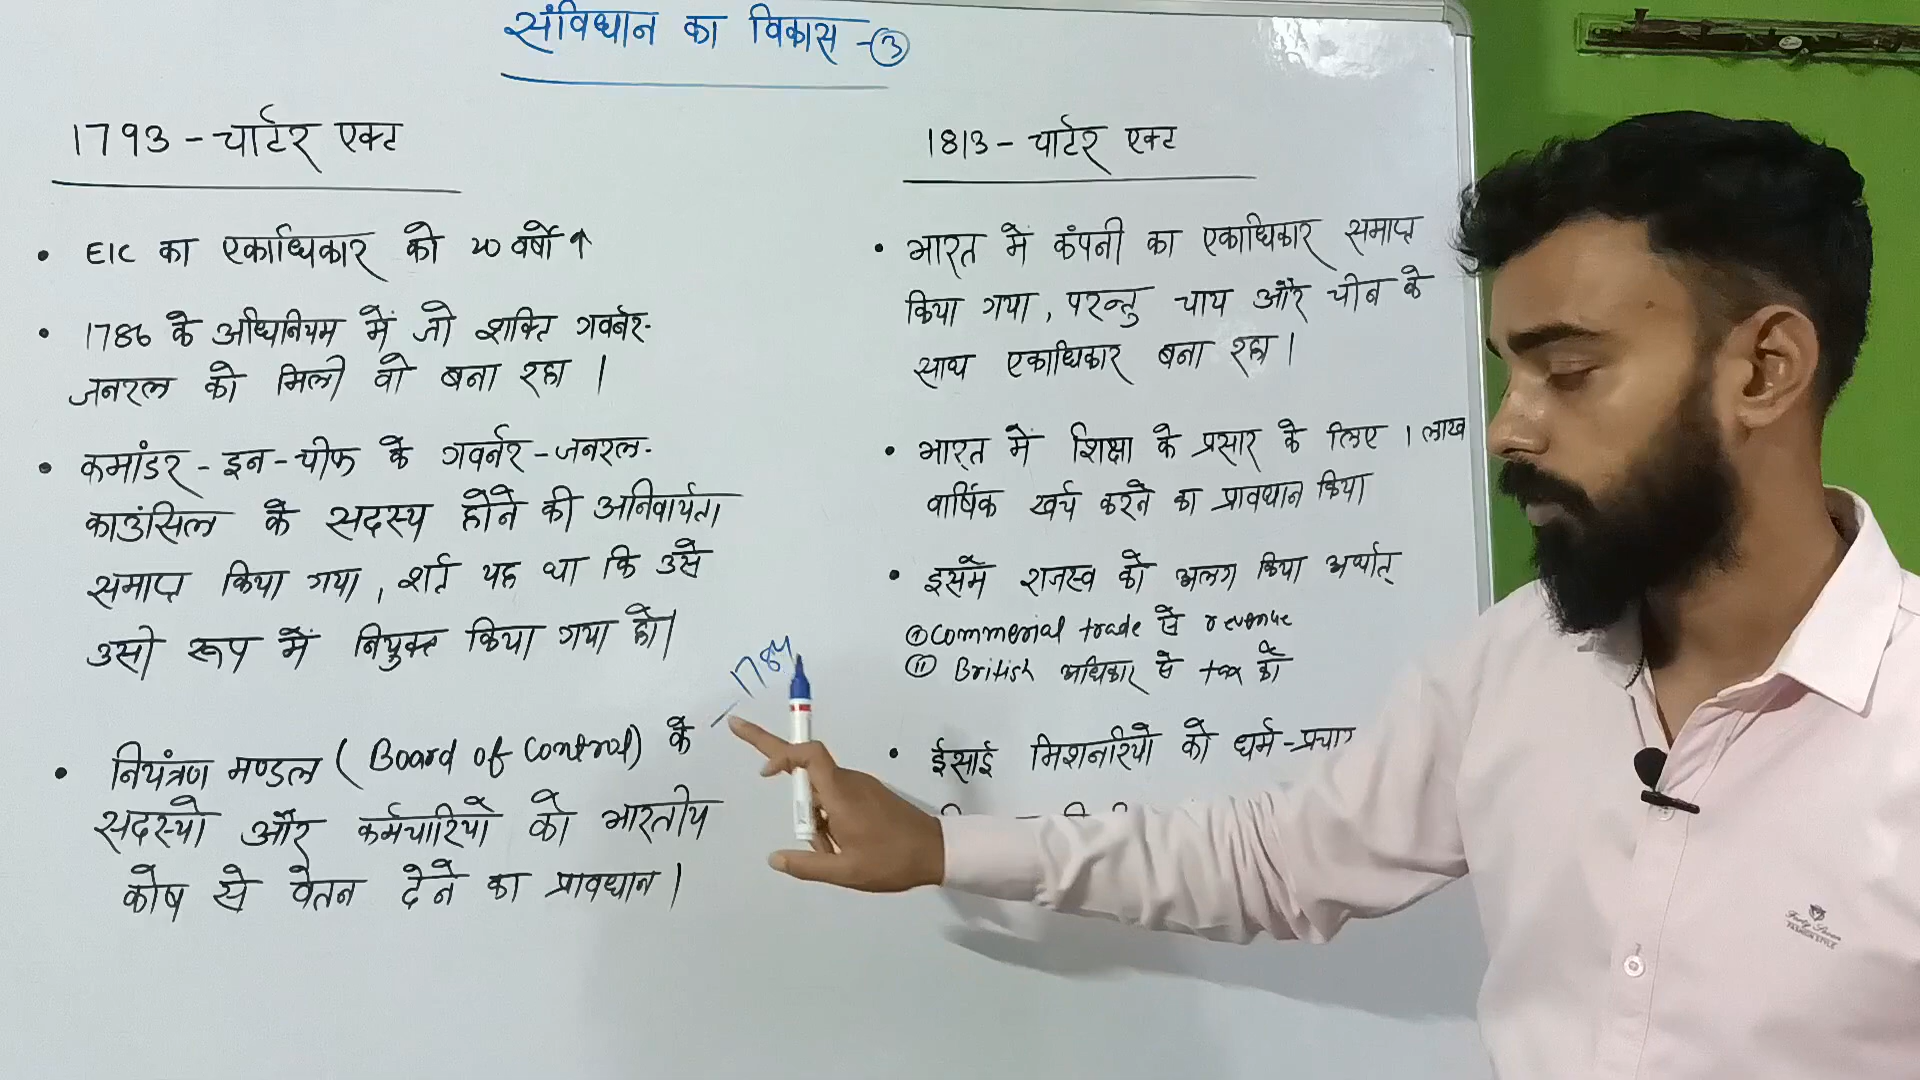 संविधान का विकास -③
1793 - चार्टर एक्ट
• EIC का एकाधिकार को 20 वर्षो ↑
• 1786 के अधिनियम में जो शक्ति गवर्नर-
जनरल को मिली वो बना रहा ।
• कमांडर - इन - चीफ के गवर्नर - जनरल-
काउंसिल के सदस्य होने की अनिवार्यता
समाप्त किया गया, शर्त यह था कि उसे
उसी रूप में नियुक्त किया गया हो।
1784
• नियंत्रण मण्डल ( Board of Control) के
सदस्यो और कर्मचारियो को भारतीय
कोष से वेतन देने का प्रावधान ।
1813 - चार्टर एक्ट
• भारत में कंपनी का एकाधिकार समाप्त
किया गया, परन्तु चाय और चीन के
साथ एकाधिकार बना रहा ।
• भारत में शिक्षा के प्रसार के लिए 1 लाख
वार्षिक खर्च करने का प्रावधान किया
• इसमें राजस्व को अलग किया अर्थात्
① Commerial trade से revenue
② British अधिकार से tax को
• ईसाई मिशनरियो को धर्म-प्रचार